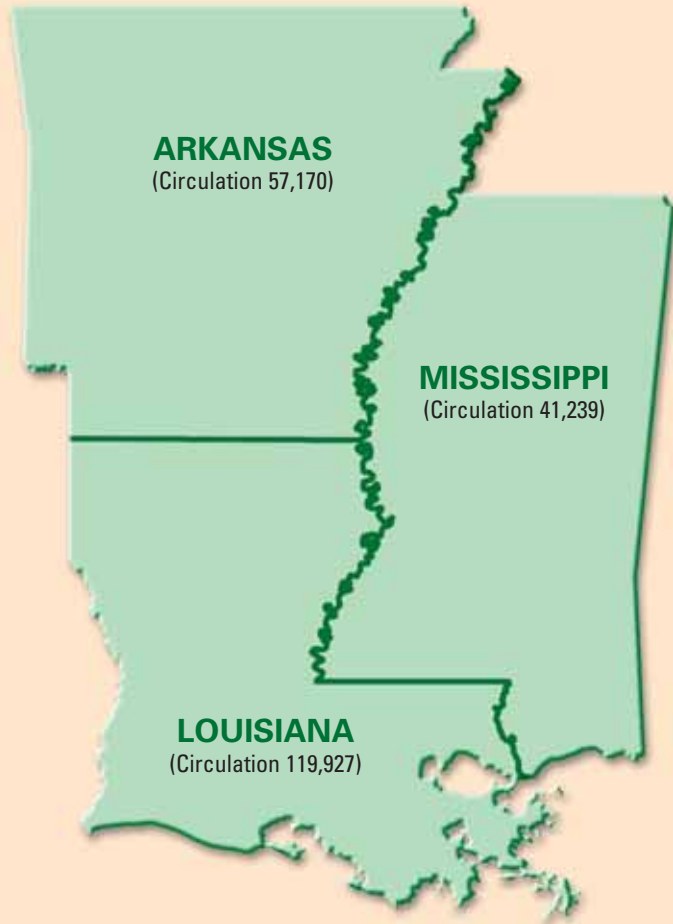 ARKANSAS
(Circulation 57,170)
MISSISSIPPI
(Circulation 41,239)
LOUISIANA
(Circulation 119,927)